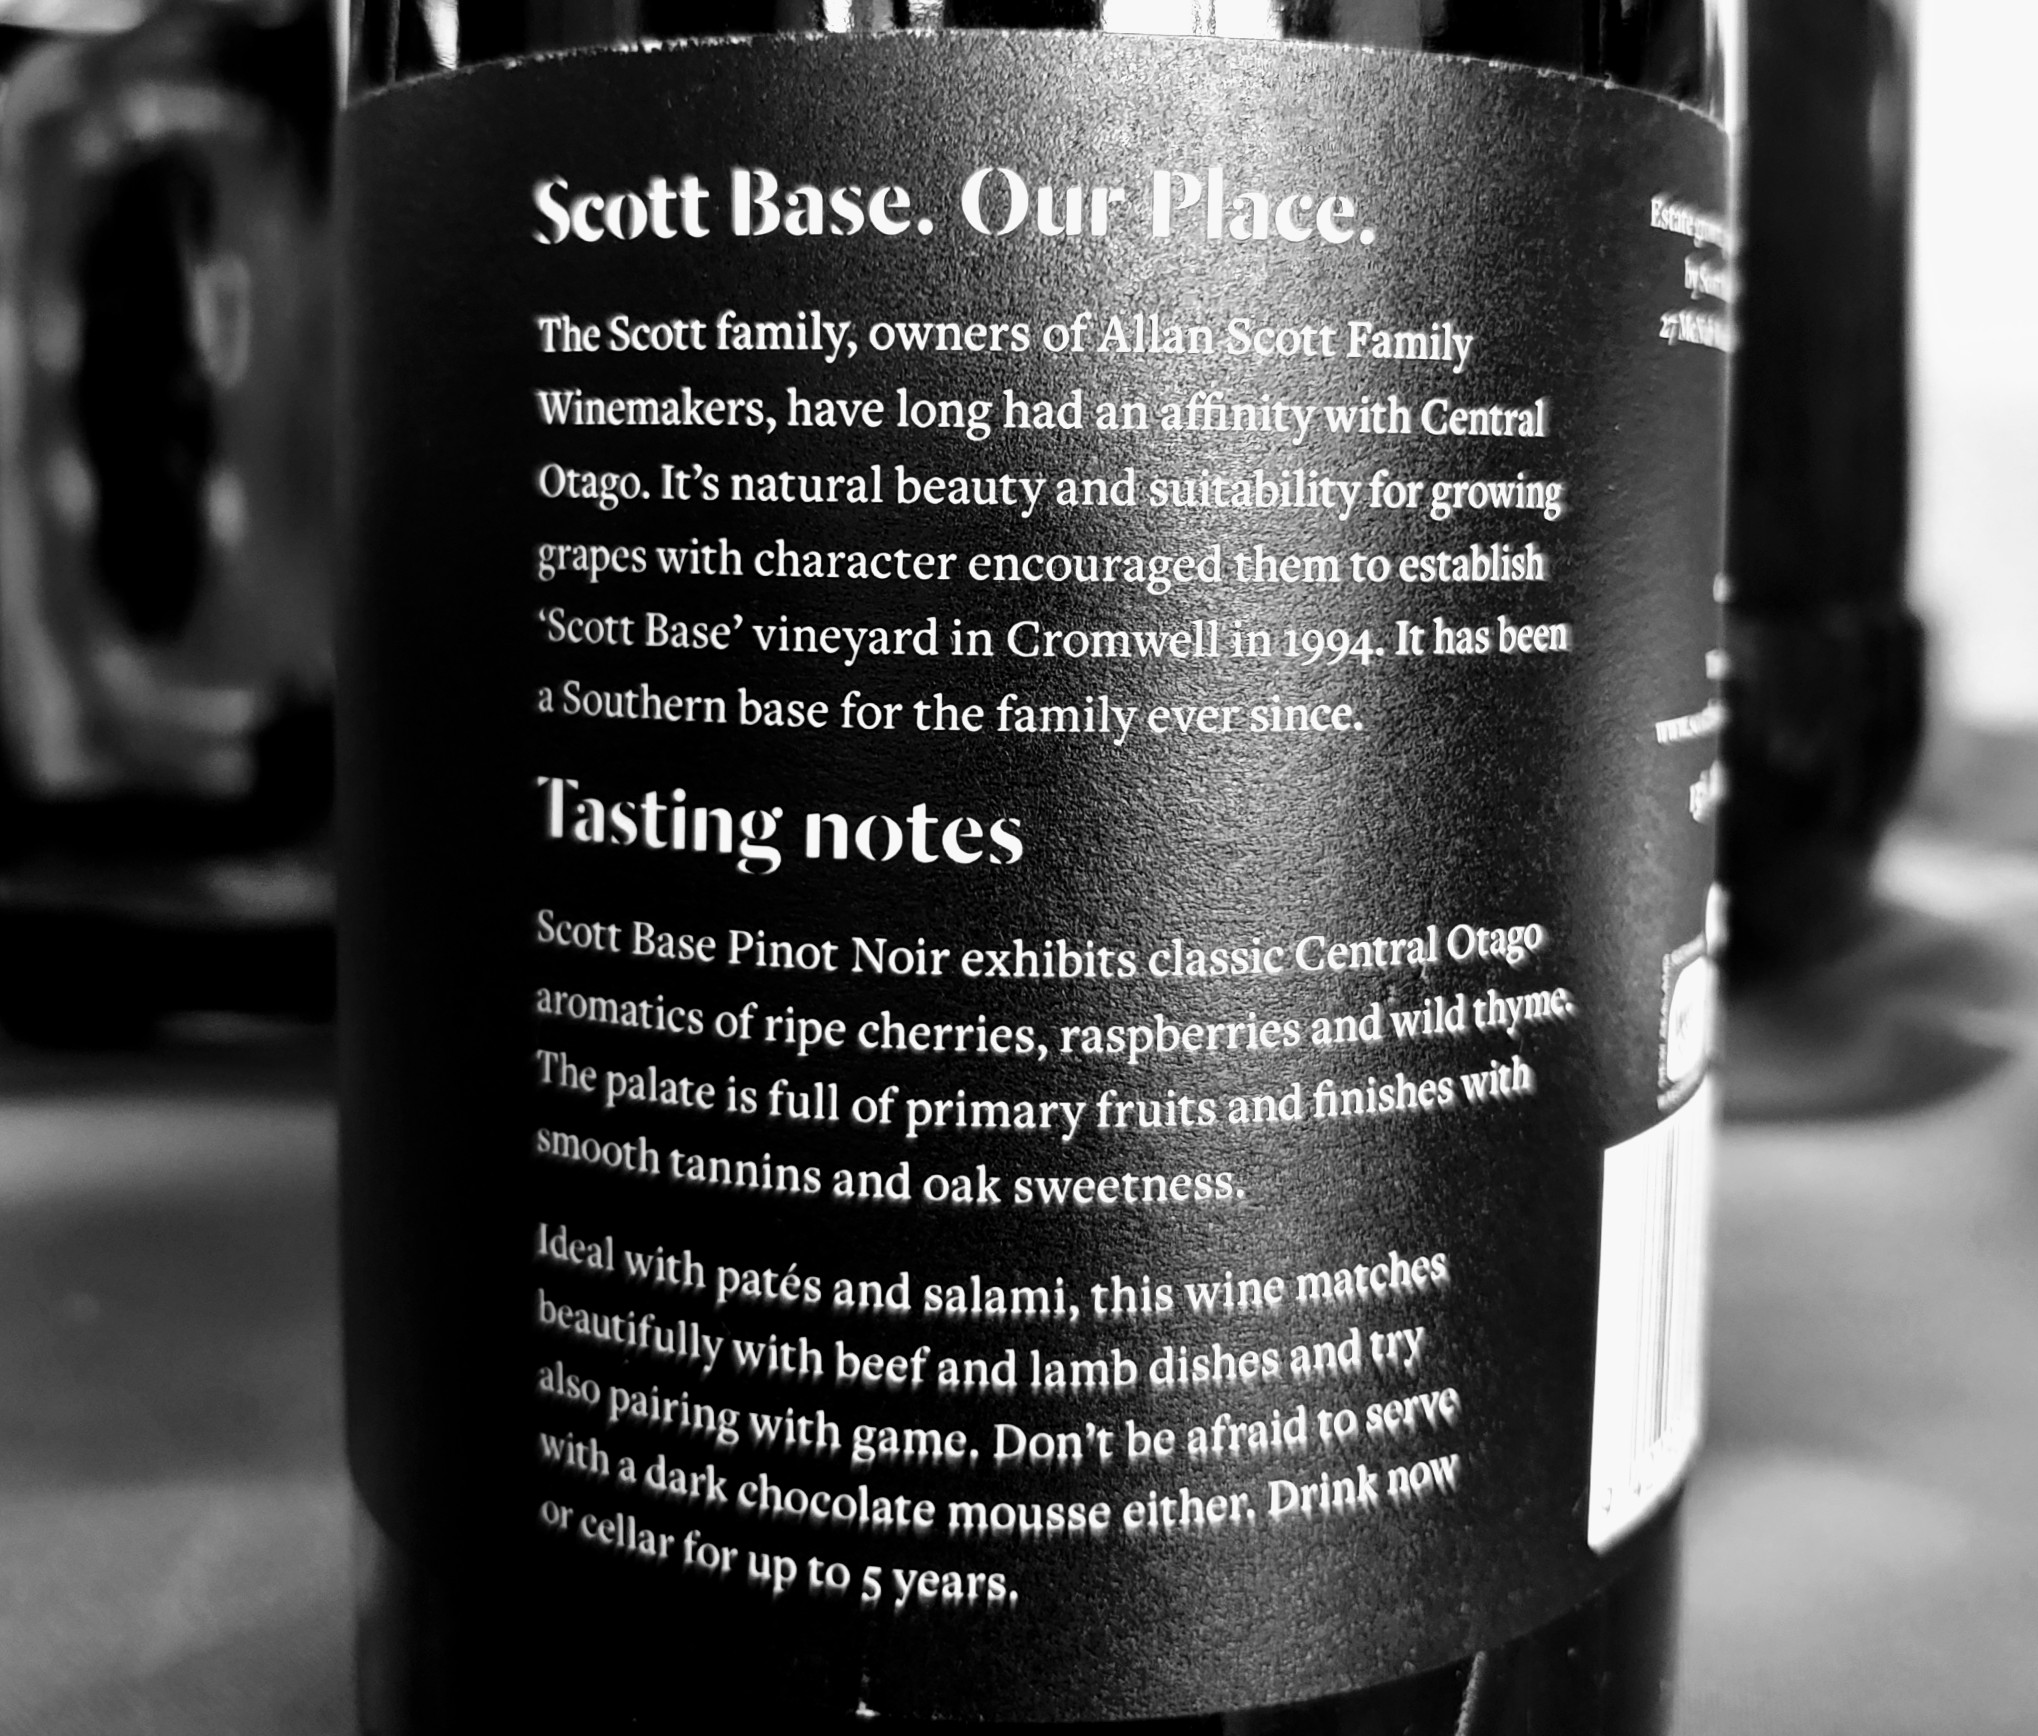 Scott Base. Our Place.
The Scott family, owners of Allan Scott Family
Winemakers, have long had an affinity with Central
Otago. It's natural beauty and suitability for growing
grapes with character encouraged them to establish
‘Scott Base’ vineyard in Cromwell in 1994. It has been
a Southern base for the family ever since.
Tasting notes
Scott Base Pinot Noir exhibits classic Central Otago
aromatics of ripe cherries, raspberries and wild thyme.
The palate is full of primary fruits and finishes with
smooth tannins and oak sweetness.
Ideal with patés and salami, this wine matches
beautifully with beef and lamb dishes and try
also pairing with game. Don't be afraid to serve
with a dark chocolate mousse either. Drink now
or cellar for up to 5 years.
Estate
by
27